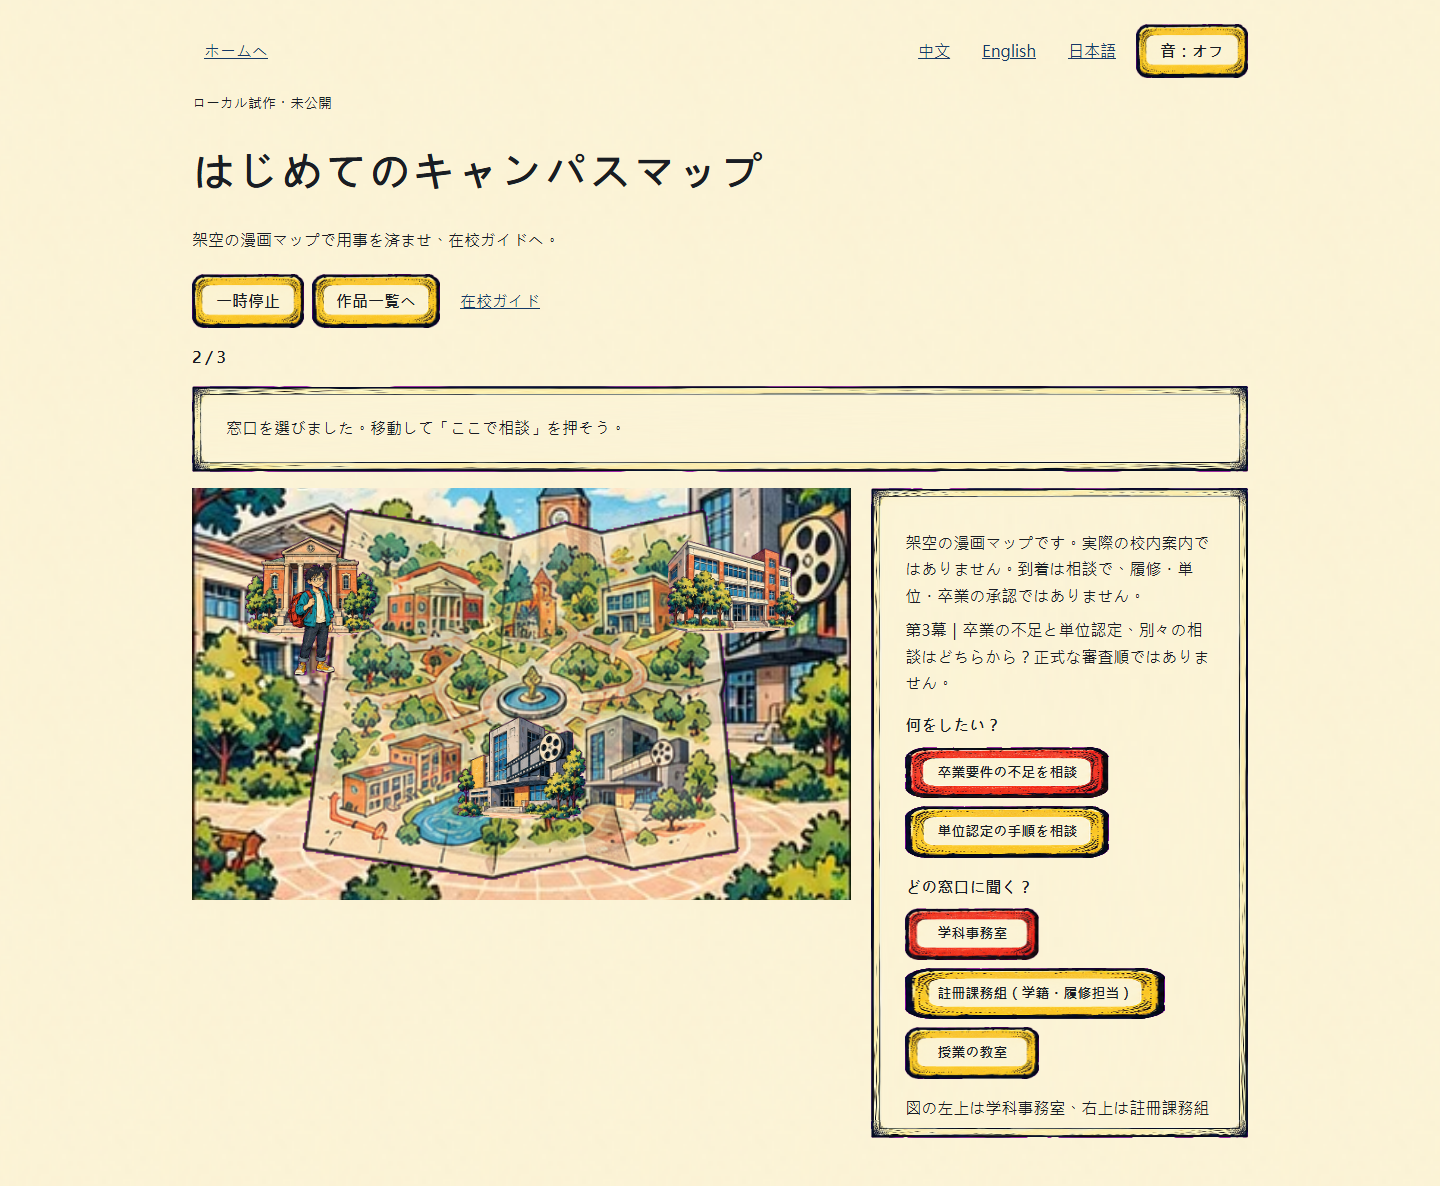 ホームへ
中文 English 日本語 音：オフ
ローカル試作・未公開
はじめてのキャンパスマップ
架空の漫画マップで用事を済ませ、在校ガイドへ。
一時停止 作品一覧へ 在校ガイド
2 / 3
窓口を選びました。移動して「ここで相談」を押そう。
架空の漫画マップです。実際の校内案内で
はありません。到着は相談で、履修・単
位・卒業の承認ではありません。
第3幕｜卒業の不足と単位認定、別々の相
談はどちらから？正式な審査順ではありま
せん。
何をしたい？
卒業要件の不足を相談
単位認定の手順を相談
どの窓口に聞く？
学科事務室
註冊課務組（学籍・履修担当）
授業の教室
図の左上は学科事務室、右上は註冊課務組